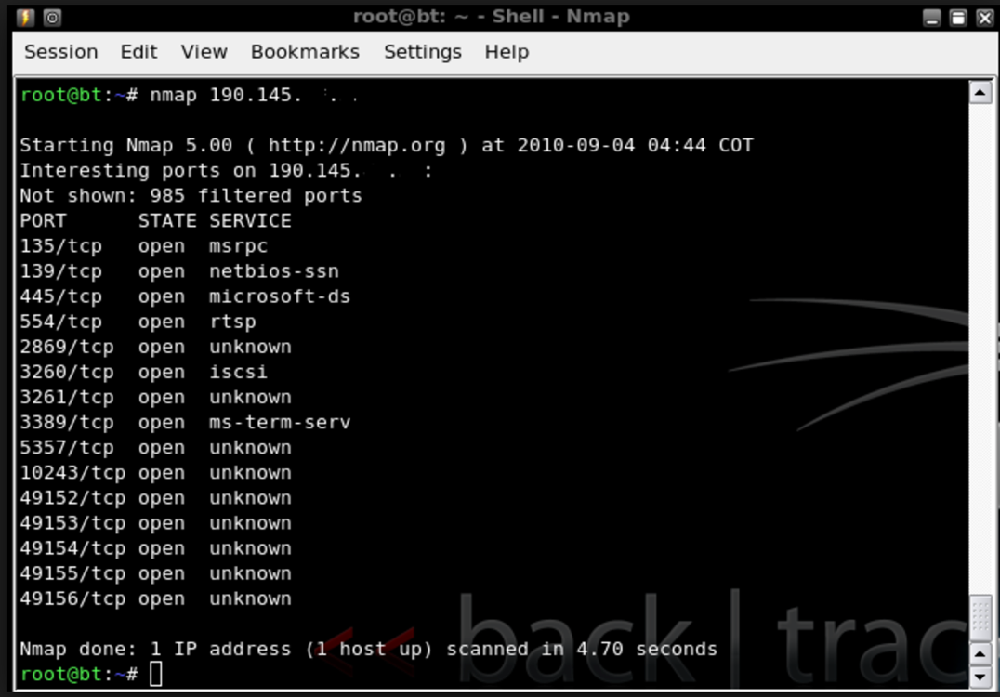 root@bt: ~ - Shell - Nmap
Session Edit View Bookmarks Settings Help
root@bt:~# nmap 190.145. . .
Starting Nmap 5.00 ( http://nmap.org ) at 2010-09-04 04:44 COT
Interesting ports on 190.145. . :
Not shown: 985 filtered ports
PORT STATE SERVICE
135/tcp open msrpc
139/tcp open netbios-ssn
445/tcp open microsoft-ds
554/tcp open rtsp
2869/tcp open unknown
3260/tcp open iscsi
3261/tcp open unknown
3389/tcp open ms-term-serv
5357/tcp open unknown
10243/tcp open unknown
49152/tcp open unknown
49153/tcp open unknown
49154/tcp open unknown
49155/tcp open unknown
49156/tcp open unknown
Nmap done: 1 IP address (1 host up) scanned in 4.70 seconds
root@bt:~#
<< back | trac